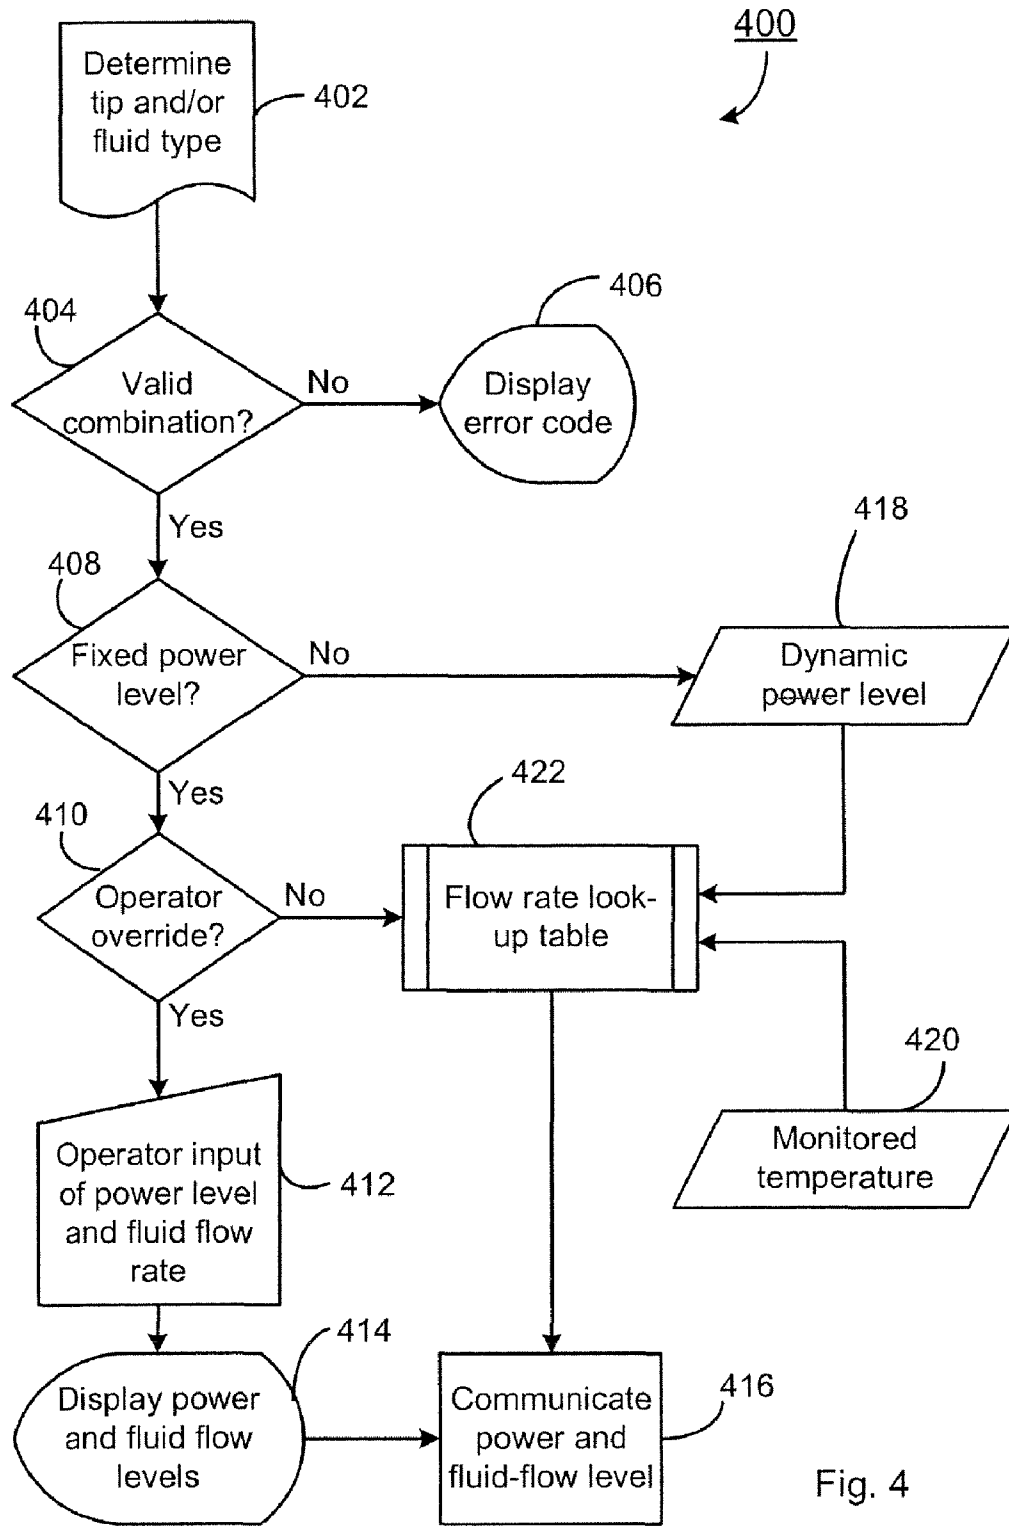 400
Determine
tip and/or
fluid type
402
404
406
Valid
combination?
No
Display
error code
Yes
408
418
Fixed power
level?
No
Dynamic
power level
Yes
410
422
Operator
override?
No
Flow rate look-
up table
Yes
420
Monitored
temperature
Operator input
of power level
and fluid flow
rate
412
414
Display power
and fluid flow
levels
Communicate
power and
fluid-flow level
416
Fig. 4